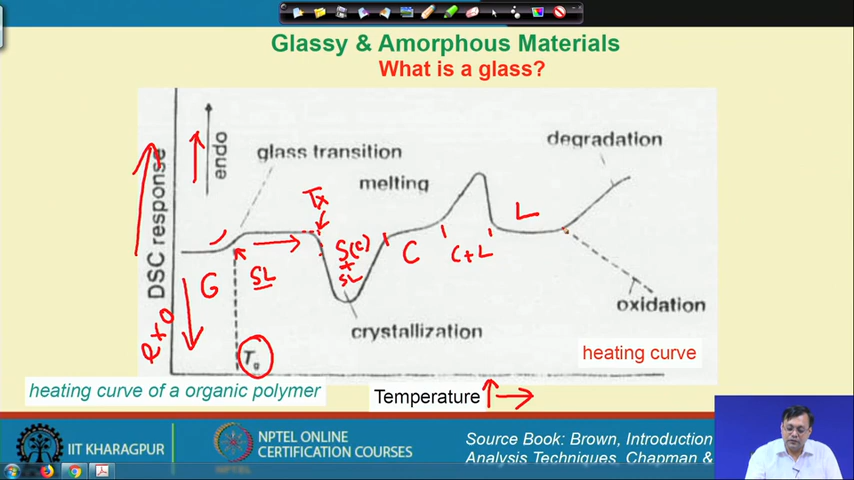 Glassy & Amorphous Materials
What is a glass?
DSC response
endo
glass transition
melting
degradation
Tx
L
G
SL
S(C)
+
SL
C
C+L
exo
crystallization
oxidation
Tg
heating curve
heating curve of a organic polymer
Temperature
IIT KHARAGPUR
NPTEL ONLINE
CERTIFICATION COURSES
Source Book: Brown, Introduction
Analysis Techniques, Chapman &